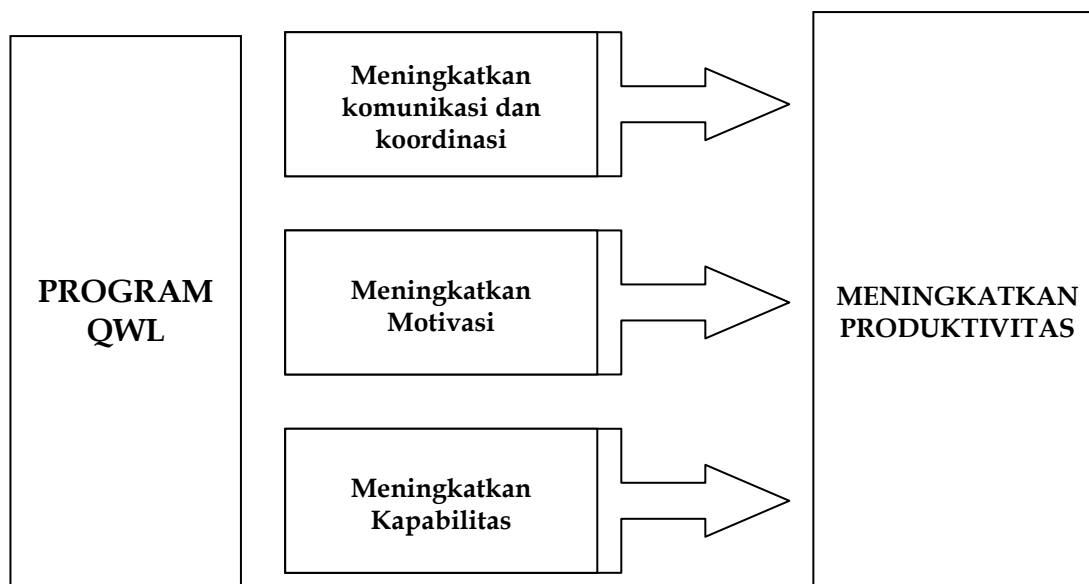 PROGRAM
QWL
Meningkatkan
komunikasi dan
koordinasi
Meningkatkan
Motivasi
Meningkatkan
Kapabilitas
MENINGKATKAN
PRODUKTIVITAS